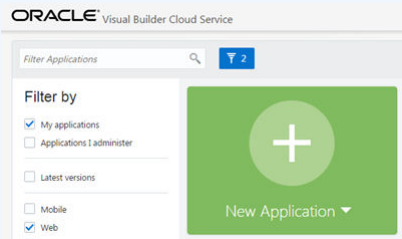 ORACLE® Visual Builder Cloud Service
Filter Applications
2
Filter by
My applications
Applications I administer
Latest versions
Mobile
Web
New Application